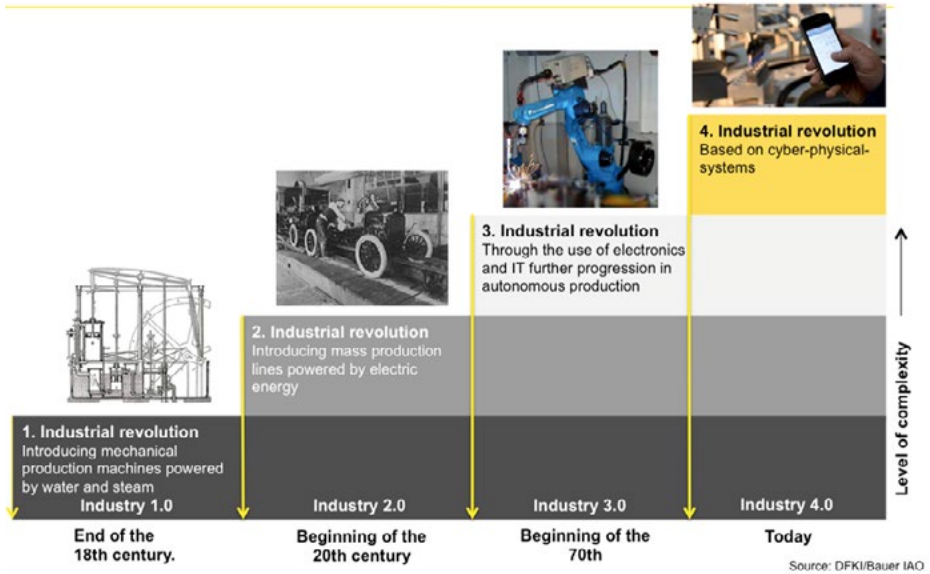 4. Industrial revolution
Based on cyber-physical-
systems
3. Industrial revolution
Through the use of electronics
and IT further progression in
autonomous production
2. Industrial revolution
Introducing mass production
lines powered by electric
energy
1. Industrial revolution
Introducing mechanical
production machines powered
by water and steam
Level of complexity
Industry 1.0
Industry 2.0
Industry 3.0
Industry 4.0
End of the
18th century.
Beginning of the
20th century
Beginning of the
70th
Today
Source: DFKI/Bauer IAO